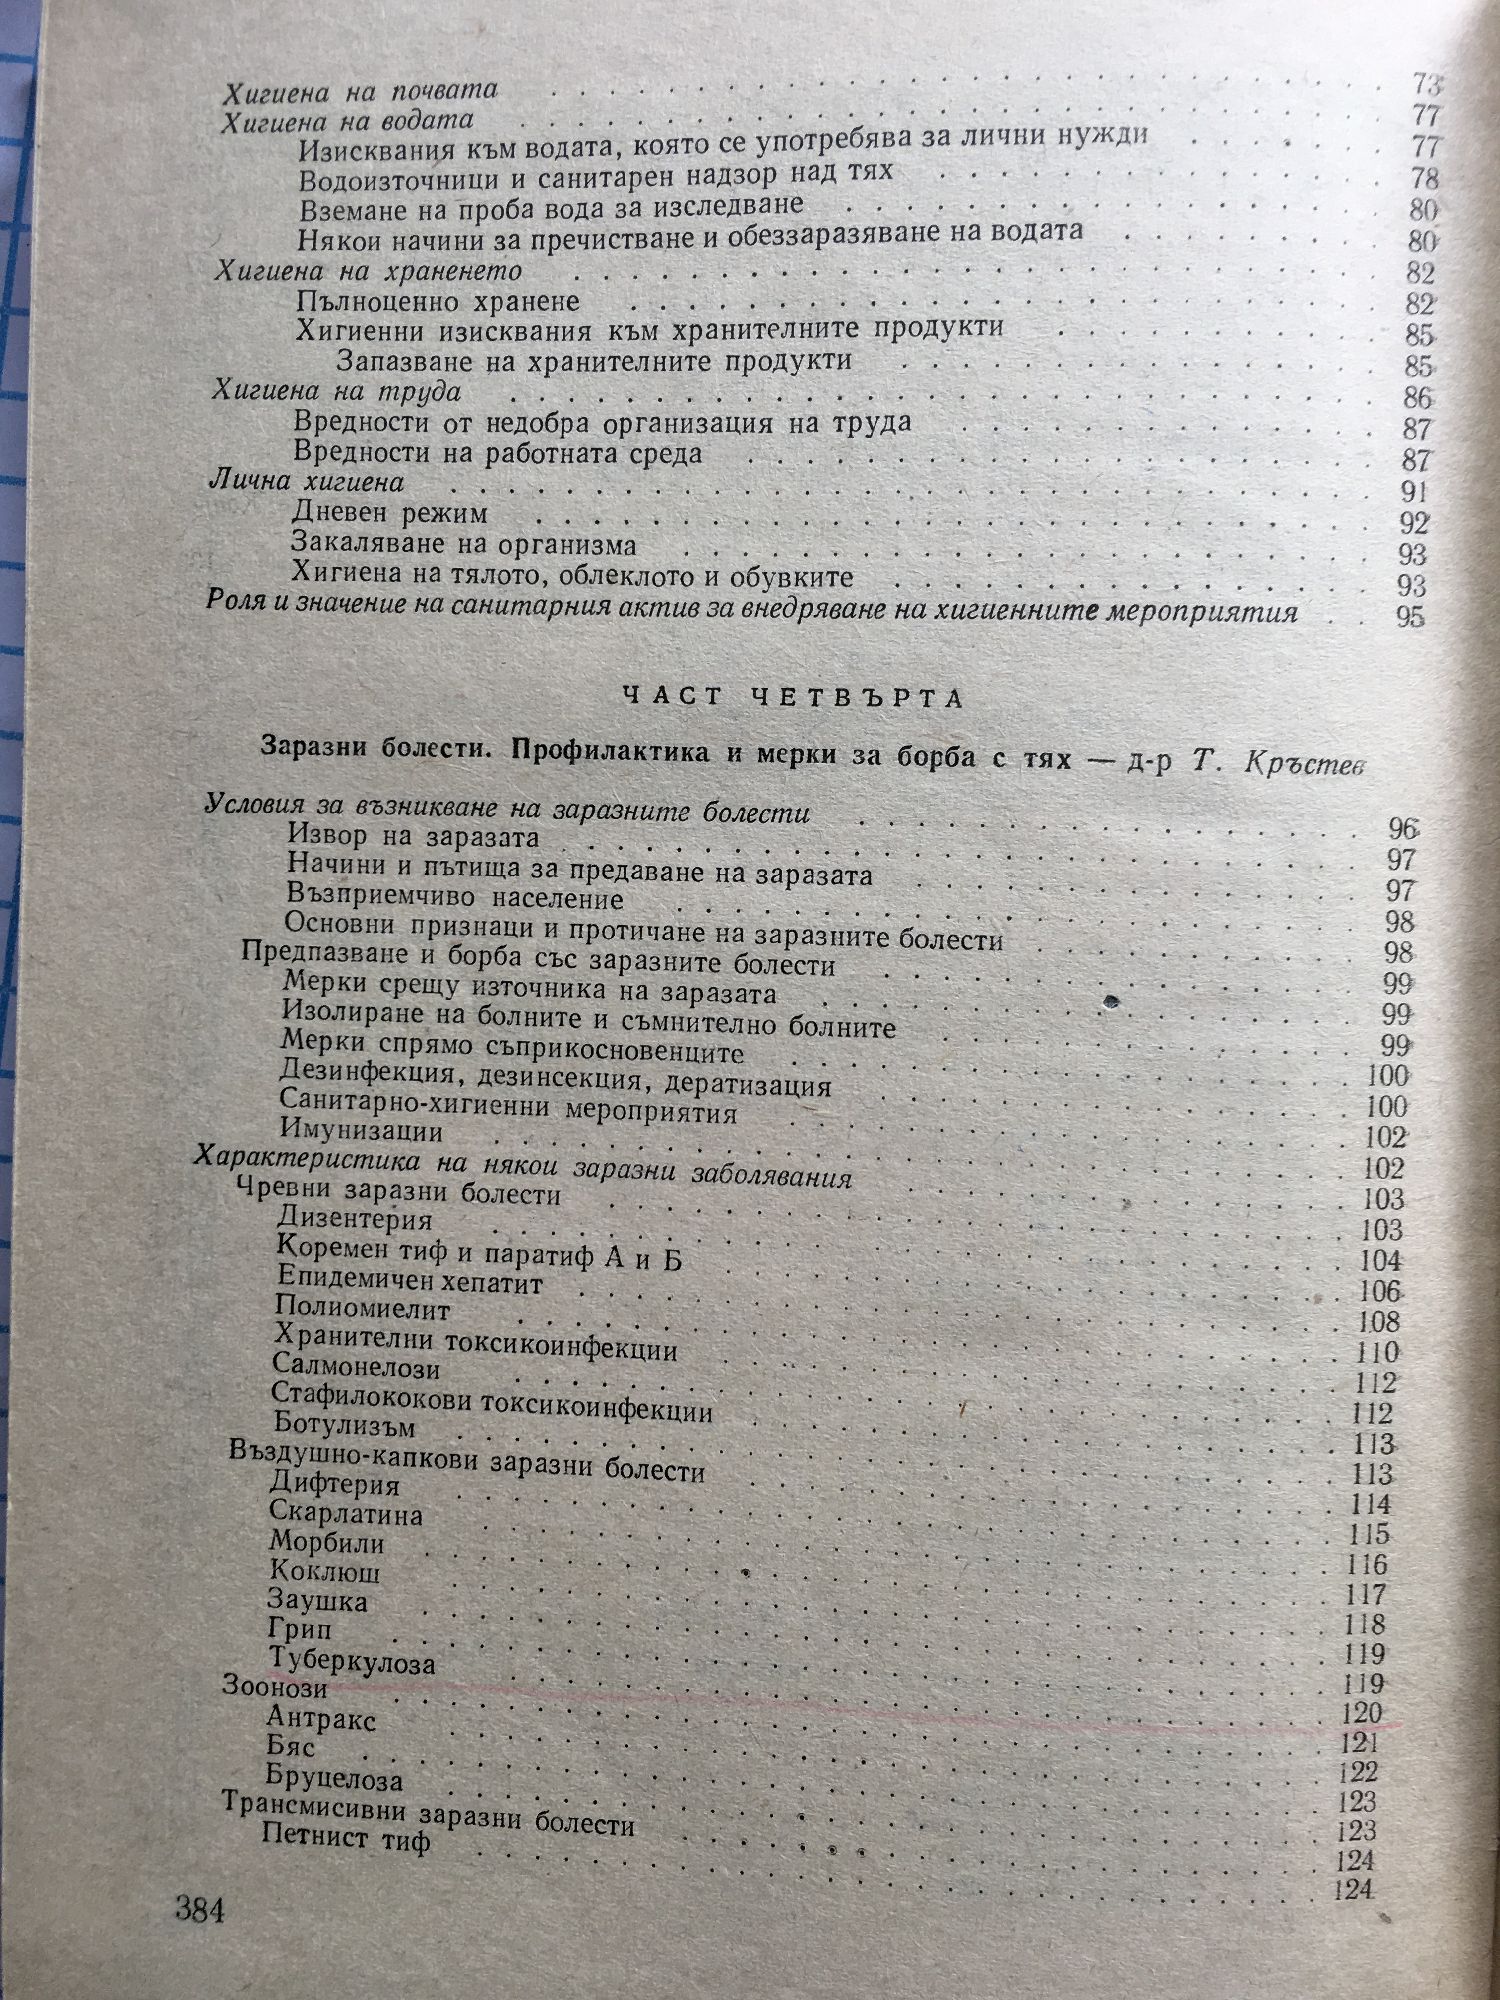 Хигиена на почвата . . . . . . . . . . 73
Хигиена на водата . . . . . . . . . . 77
Изисквания към водата, която се употребява за лични нужди . . . . 77
Водоизточници и санитарен надзор над тях . . . . . . . . 78
Вземане на проба вода за изследване . . . . . . . . 80
Някои начини за пречистване и обеззаразяване на водата . . . . . 80
Хигиена на храненето . . . . . . . . . . 82
Пълноценно хранене . . . . . . . . . . 82
Хигиенни изисквания към хранителните продукти . . . . . . 85
Запазване на хранителните продукти . . . . . . . . 85
Хигиена на труда . . . . . . . . . . 86
Вредности от недобра организация на труда . . . . . . . 87
Вредности на работната среда . . . . . . . . . 87
Лична хигиена . . . . . . . . . . 91
Дневен режим . . . . . . . . . . 92
Закаляване на организма . . . . . . . . . . 93
Хигиена на тялото, облеклото и обувките . . . . . . . . 93
Роля и значение на санитарния актив за внедряване на хигиенните мероприятия . . 95
ЧАСТ ЧЕТВЪРТА
Заразни болести. Профилактика и мерки за борба с тях — д-р Т. Кръстев
Условия за възникване на заразните болести . . . . . . . . 96
Извор на заразата . . . . . . . . . . 97
Начини и пътища за предаване на заразата . . . . . . . . 97
Възприемчиво население . . . . . . . . . . 98
Основни признаци и протичане на заразните болести . . . . . . 98
Предпазване и борба със заразните болести . . . . . . . . 99
Мерки срещу източника на заразата . . . . . . . . 99
Изолиране на болните и съмнително болните . . . . . . . 99
Мерки спрямо съприкосновенците . . . . . . . . 100
Дезинфекция, дезинсекция, дератизация . . . . . . . . 100
Санитарно-хигиенни мероприятия . . . . . . . . 102
Имунизации . . . . . . . . . . 102
Характеристика на някои заразни заболявания . . . . . . . . 103
Чревни заразни болести . . . . . . . . . . 103
Дизентерия . . . . . . . . . . 104
Коремен тиф и паратиф А и Б . . . . . . . . . 106
Епидемичен хепатит . . . . . . . . . . 108
Полиомиелит . . . . . . . . . . 110
Хранителни токсикоинфекции . . . . . . . . . 112
Салмонелози . . . . . . . . . . 112
Стафилококови токсикоинфекции . . . . . . . . . 113
Ботулизъм . . . . . . . . . . 113
Въздушно-капкови заразни болести . . . . . . . . . 114
Дифтерия . . . . . . . . . . 115
Скарлатина . . . . . . . . . . 116
Морбили . . . . . . . . . . 117
Коклюш . . . . . . . . . . 118
Заушка . . . . . . . . . . 119
Грип . . . . . . . . . . 119
Туберкулоза . . . . . . . . . . 120
Зоонози . . . . . . . . . . 121
Антракс . . . . . . . . . . 122
Бяс . . . . . . . . . . 123
Бруцелоза . . . . . . . . . . 123
Трансмисивни заразни болести . . . . . . . . . 124
Петнист тиф . . . . . . . . . . 124
384